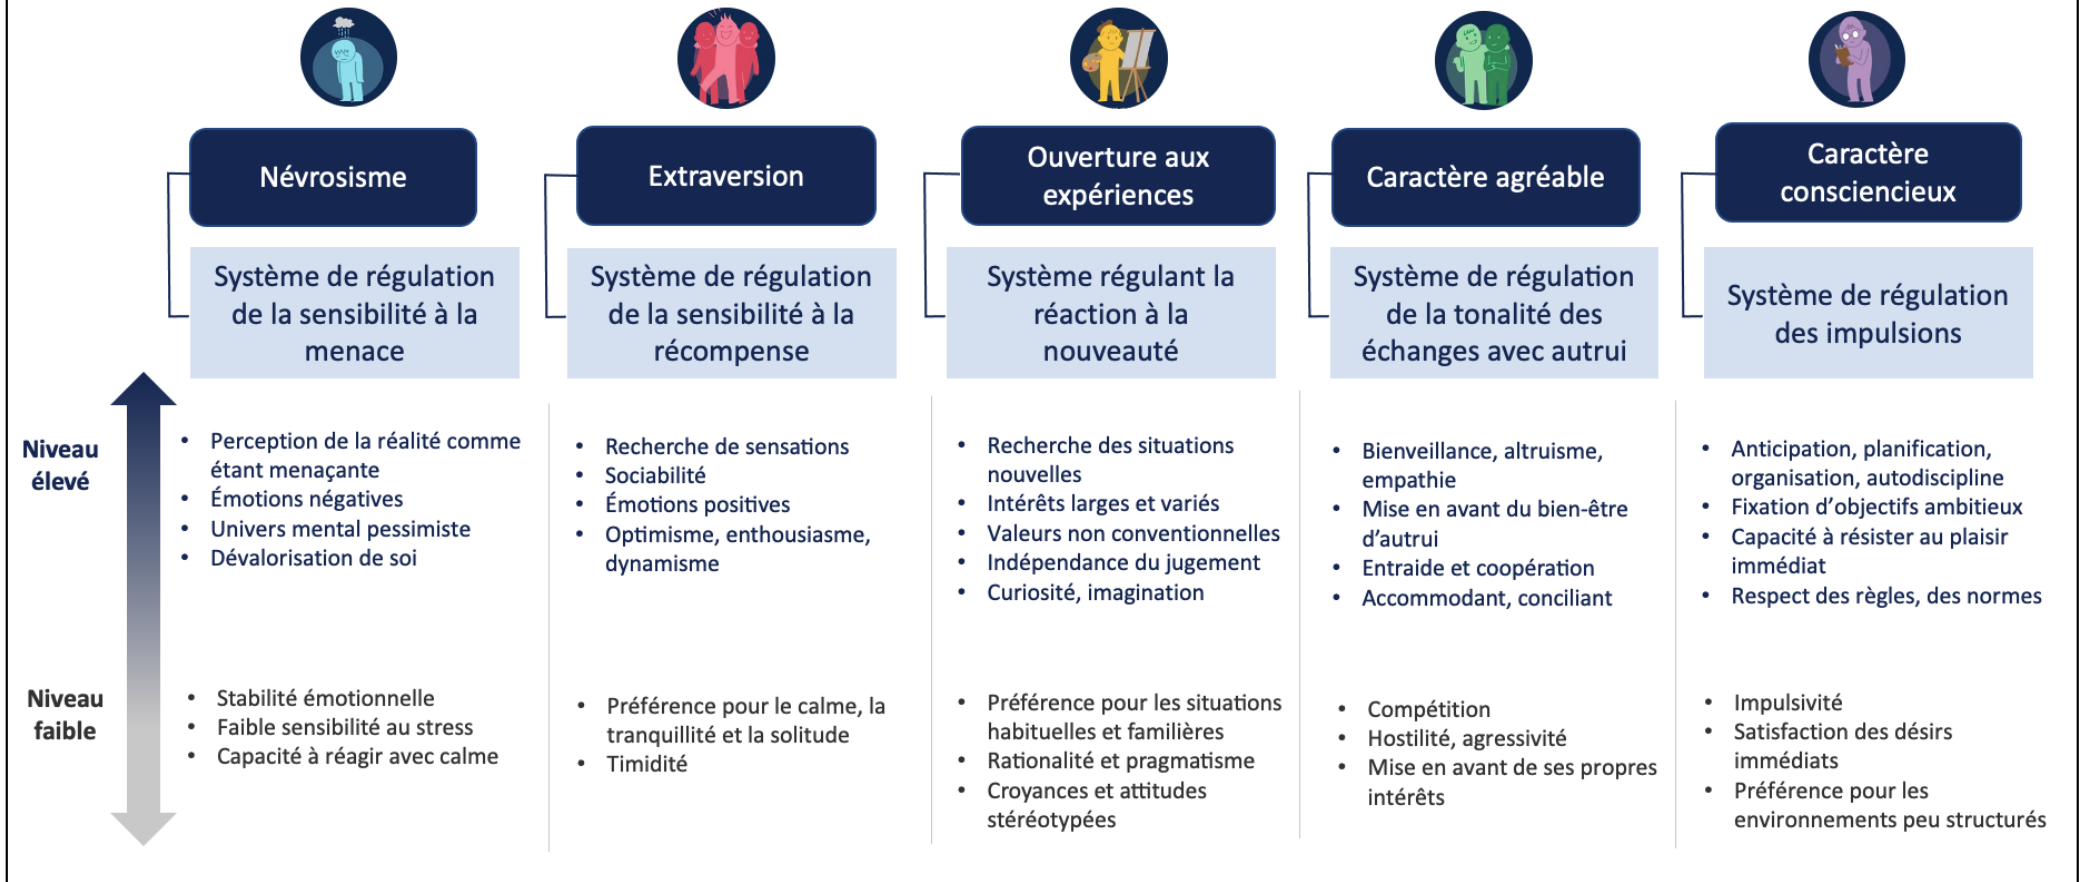 Névrosisme
Système de régulation
de la sensibilité à la
menace
Extraversion
Système de régulation
de la sensibilité à la
récompense
Ouverture aux
expériences
Système régulant la
réaction à la
nouveauté
Caractère agréable
Système de régulation
de la tonalité des
échanges avec autrui
Caractère
consciencieux
Système de régulation
des impulsions
Niveau
élevé
• Perception de la réalité comme
étant menaçante
• Émotions négatives
• Univers mental pessimiste
• Dévalorisation de soi
• Recherche de sensations
• Sociabilité
• Émotions positives
• Optimisme, enthousiasme,
dynamisme
• Recherche des situations
nouvelles
• Intérêts larges et variés
• Valeurs non conventionnelles
• Indépendance du jugement
• Curiosité, imagination
• Bienveillance, altruisme,
empathie
• Mise en avant du bien-être
d’autrui
• Entraide et coopération
• Accommodant, conciliant
• Anticipation, planification,
organisation, autodiscipline
• Fixation d’objectifs ambitieux
• Capacité à résister au plaisir
immédiat
• Respect des règles, des normes
Niveau
faible
• Stabilité émotionnelle
• Faible sensibilité au stress
• Capacité à réagir avec calme
• Préférence pour le calme, la
tranquillité et la solitude
• Timidité
• Préférence pour les situations
habituelles et familières
• Rationalité et pragmatisme
• Croyances et attitudes
stéréotypées
• Compétition
• Hostilité, agressivité
• Mise en avant de ses propres
intérêts
• Impulsivité
• Satisfaction des désirs
immédiats
• Préférence pour les
environnements peu structurés